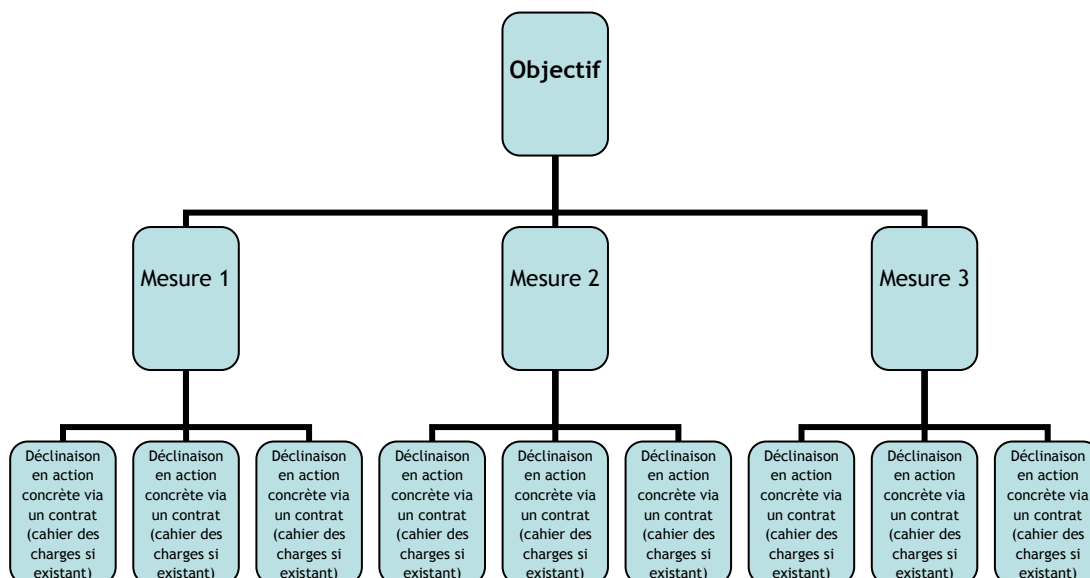 Objectif
Mesure 1
Mesure 2
Mesure 3
Déclinaison
en action
concrète via
un contrat
(cahier des
charges si
existant)
Déclinaison
en action
concrète via
un contrat
(cahier des
charges si
existant)
Déclinaison
en action
concrète via
un contrat
(cahier des
charges si
existant)
Déclinaison
en action
concrète via
un contrat
(cahier des
charges si
existant)
Déclinaison
en action
concrète via
un contrat
(cahier des
charges si
existant)
Déclinaison
en action
concrète via
un contrat
(cahier des
charges si
existant)
Déclinaison
en action
concrète via
un contrat
(cahier des
charges si
existant)
Déclinaison
en action
concrète via
un contrat
(cahier des
charges si
existant)
Déclinaison
en action
concrète via
un contrat
(cahier des
charges si
existant)